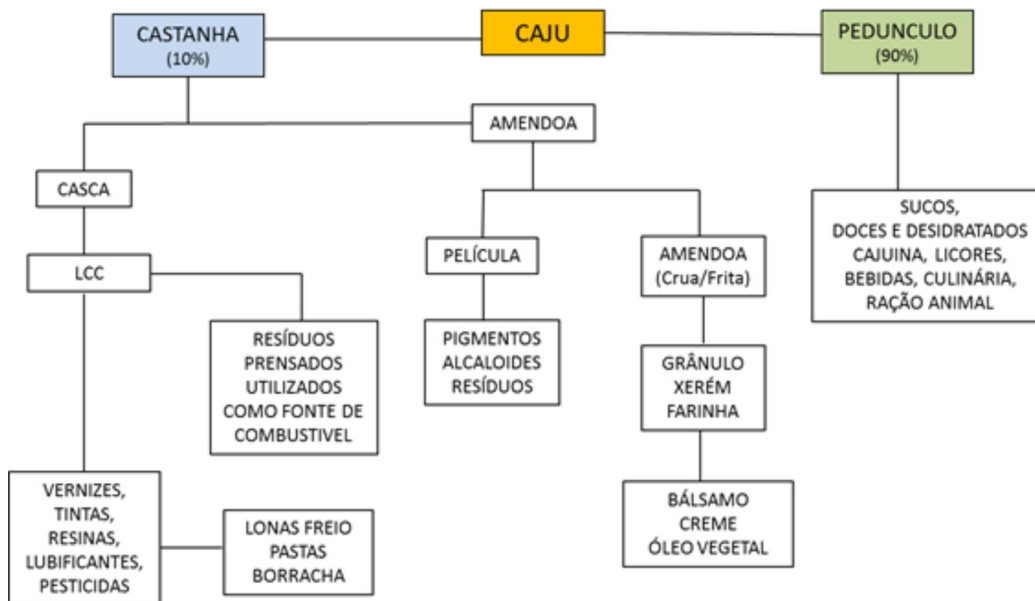 CASTANHA
(10%)
CAJU
PEDUNCULO
(90%)
AMENDOA
CASCA
SUCOS,
DOCES E DESIDRATADOS
CAJUINA, LICORES,
BEBIDAS, CULINÁRIA,
RAÇÃO ANIMAL
LCC
PELÍCULA
AMENDOA
(Crua/Frita)
RESÍDUOS
PRENSADOS
UTILIZADOS
COMO FONTE DE
COMBUSTIVEL
PIGMENTOS
ALCALOIDES
RESÍDUOS
GRÂNULO
XERÉM
FARINHA
VERNIZES,
TINTAS,
RESINAS,
LUBIFICANTES,
PESTICIDAS
LONAS FREIO
PASTAS
BORRACHA
BÁLSAMO
CREME
ÓLEO VEGETAL